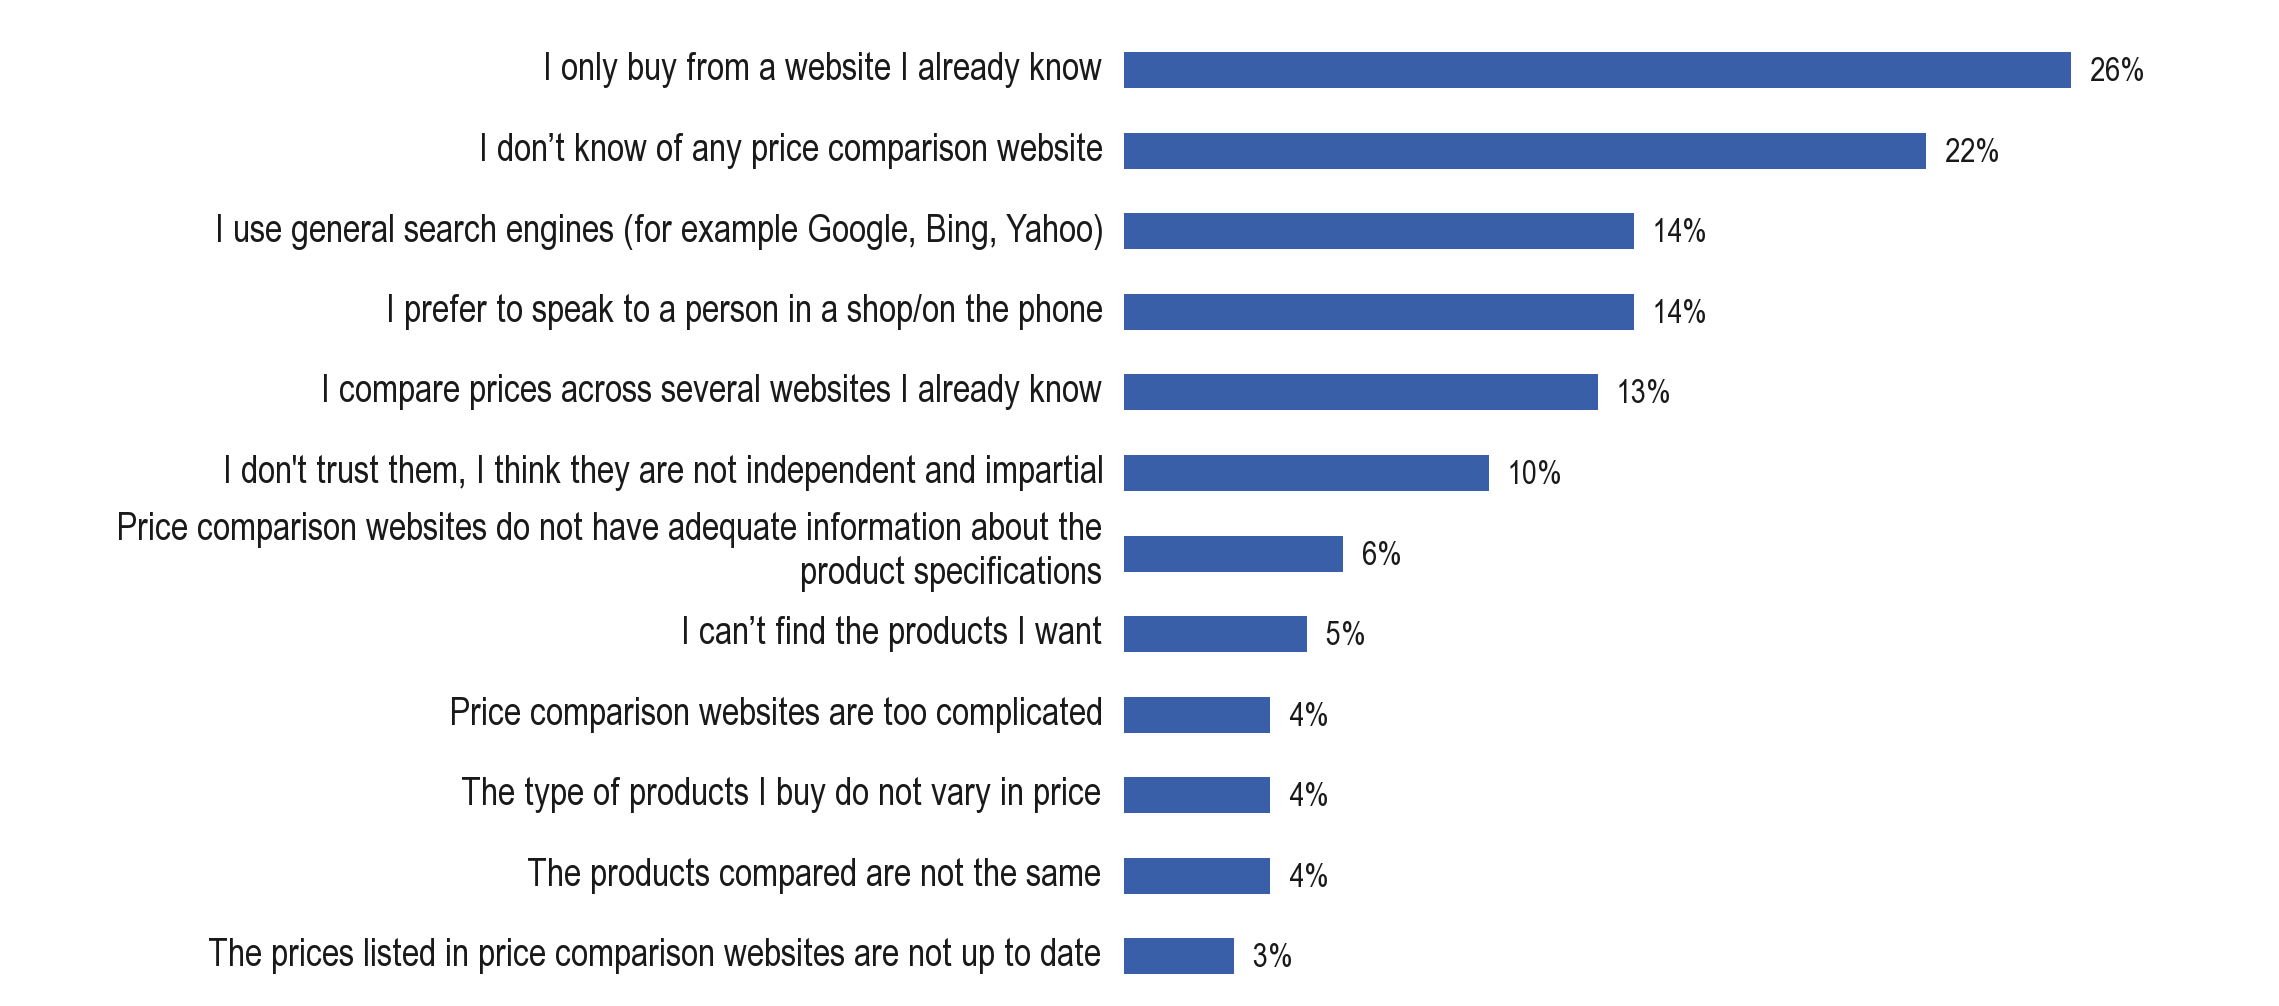 I only buy from a website I already know 26%
I don’t know of any price comparison website 22%
I use general search engines (for example Google, Bing, Yahoo) 14%
I prefer to speak to a person in a shop/on the phone 14%
I compare prices across several websites I already know 13%
I don't trust them, I think they are not independent and impartial 10%
Price comparison websites do not have adequate information about the
product specifications 6%
I can’t find the products I want 5%
Price comparison websites are too complicated 4%
The type of products I buy do not vary in price 4%
The products compared are not the same 4%
The prices listed in price comparison websites are not up to date 3%